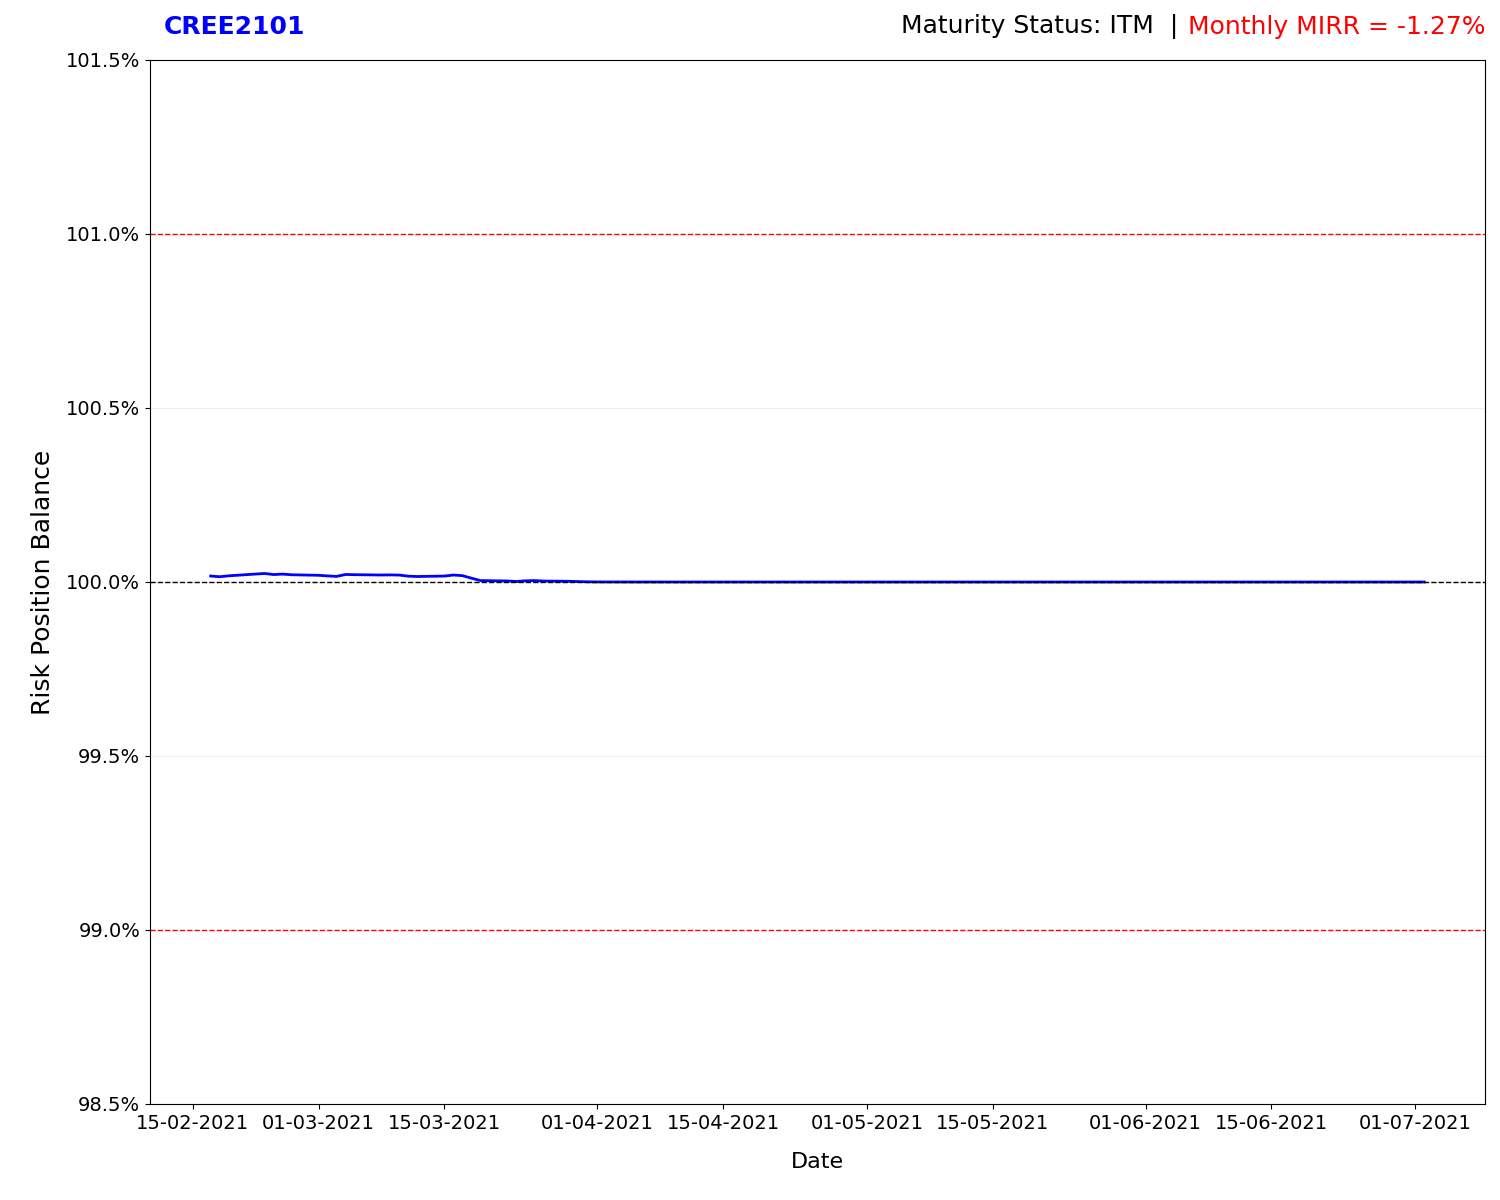 CREE2101
Maturity Status: ITM | Monthly MIRR = -1.27%
101.5%
101.0%
100.5%
100.0%
99.5%
99.0%
98.5%
Risk Position Balance
15-02-2021 01-03-2021 15-03-2021 01-04-2021 15-04-2021 01-05-2021 15-05-2021 01-06-2021 15-06-2021 01-07-2021
Date